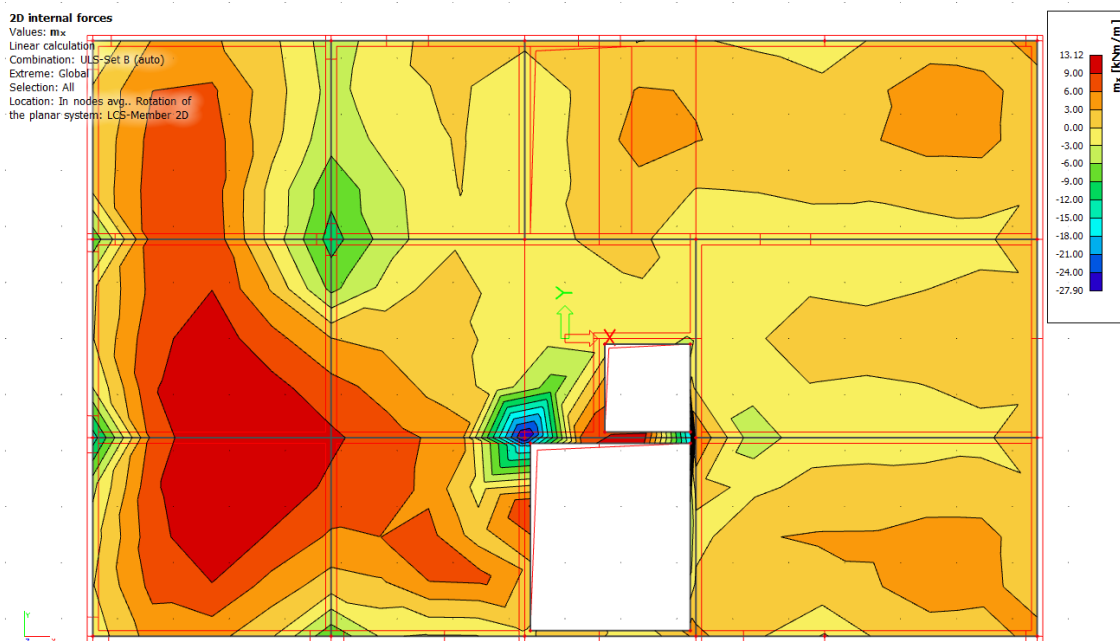 2D internal forces
Values: mₓ
Linear calculation
Combination: ULS-Set B (auto)
Extreme: Global
Selection: All
Location: In nodes avg.. Rotation of
the planar system: LCS-Member 2D
mₓ [kNm/m]
13.12
9.00
6.00
3.00
0.00
-3.00
-6.00
-9.00
-12.00
-15.00
-18.00
-21.00
-24.00
-27.90
Y
X